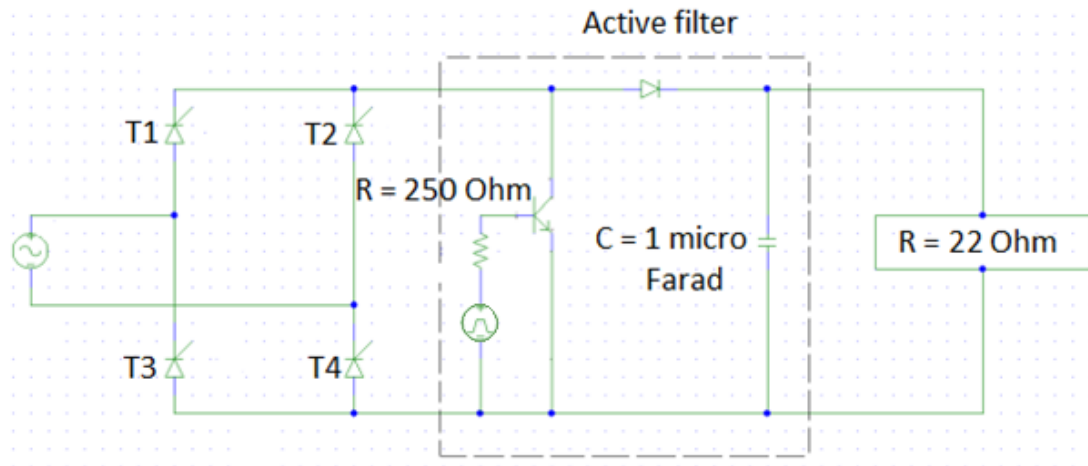 Active filter
T1
T2
R = 250 Ohm
R = 22 Ohm
C = 1 micro
Farad
T3
T4